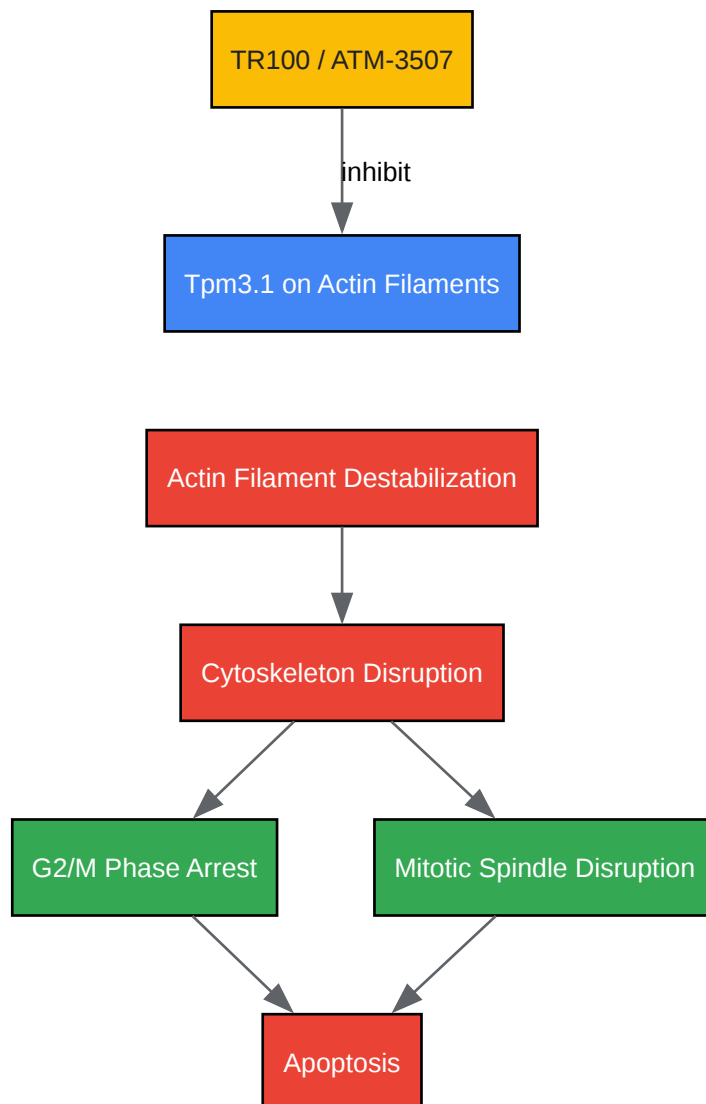 TR100 / ATM-3507
inhibit
Tpm3.1 on Actin Filaments
Actin Filament Destabilization
Cytoskeleton Disruption
G2/M Phase Arrest
Mitotic Spindle Disruption
Apoptosis